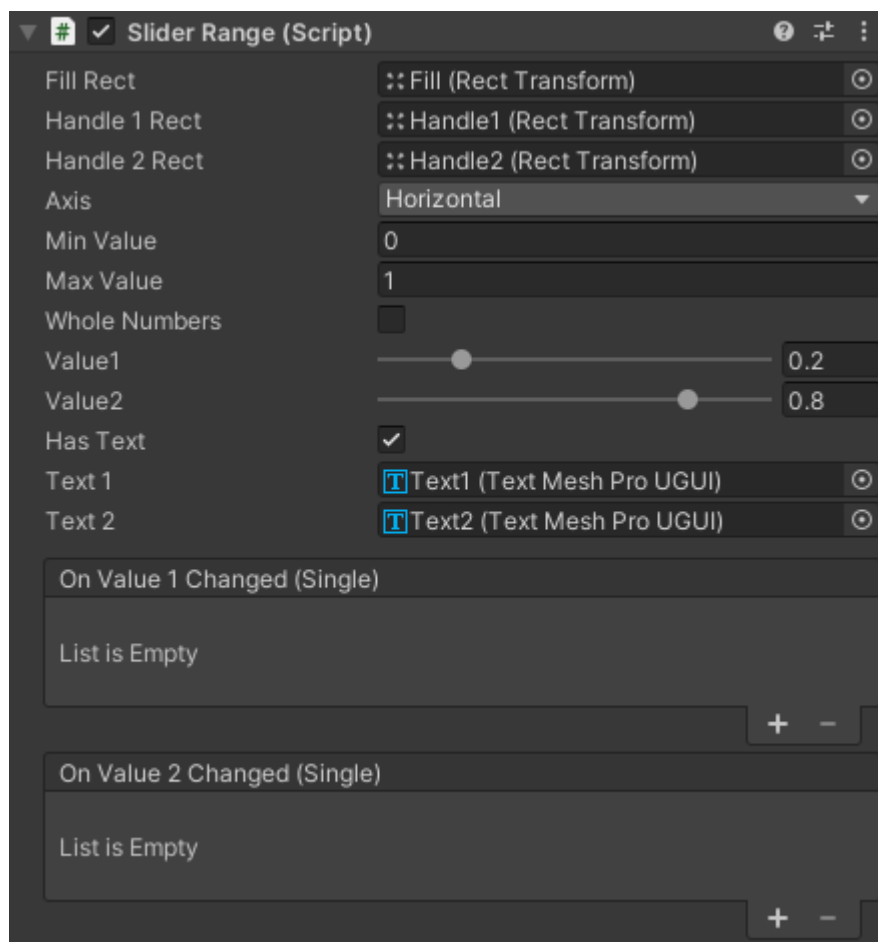 # Slider Range (Script)
Fill Rect Fill (Rect Transform)
Handle 1 Rect Handle1 (Rect Transform)
Handle 2 Rect Handle2 (Rect Transform)
Axis Horizontal
Min Value 0
Max Value 1
Whole Numbers
Value1 0.2
Value2 0.8
Has Text
Text 1 T Text1 (Text Mesh Pro UGUI)
Text 2 T Text2 (Text Mesh Pro UGUI)
On Value 1 Changed (Single)
List is Empty
+ −
On Value 2 Changed (Single)
List is Empty
+ −